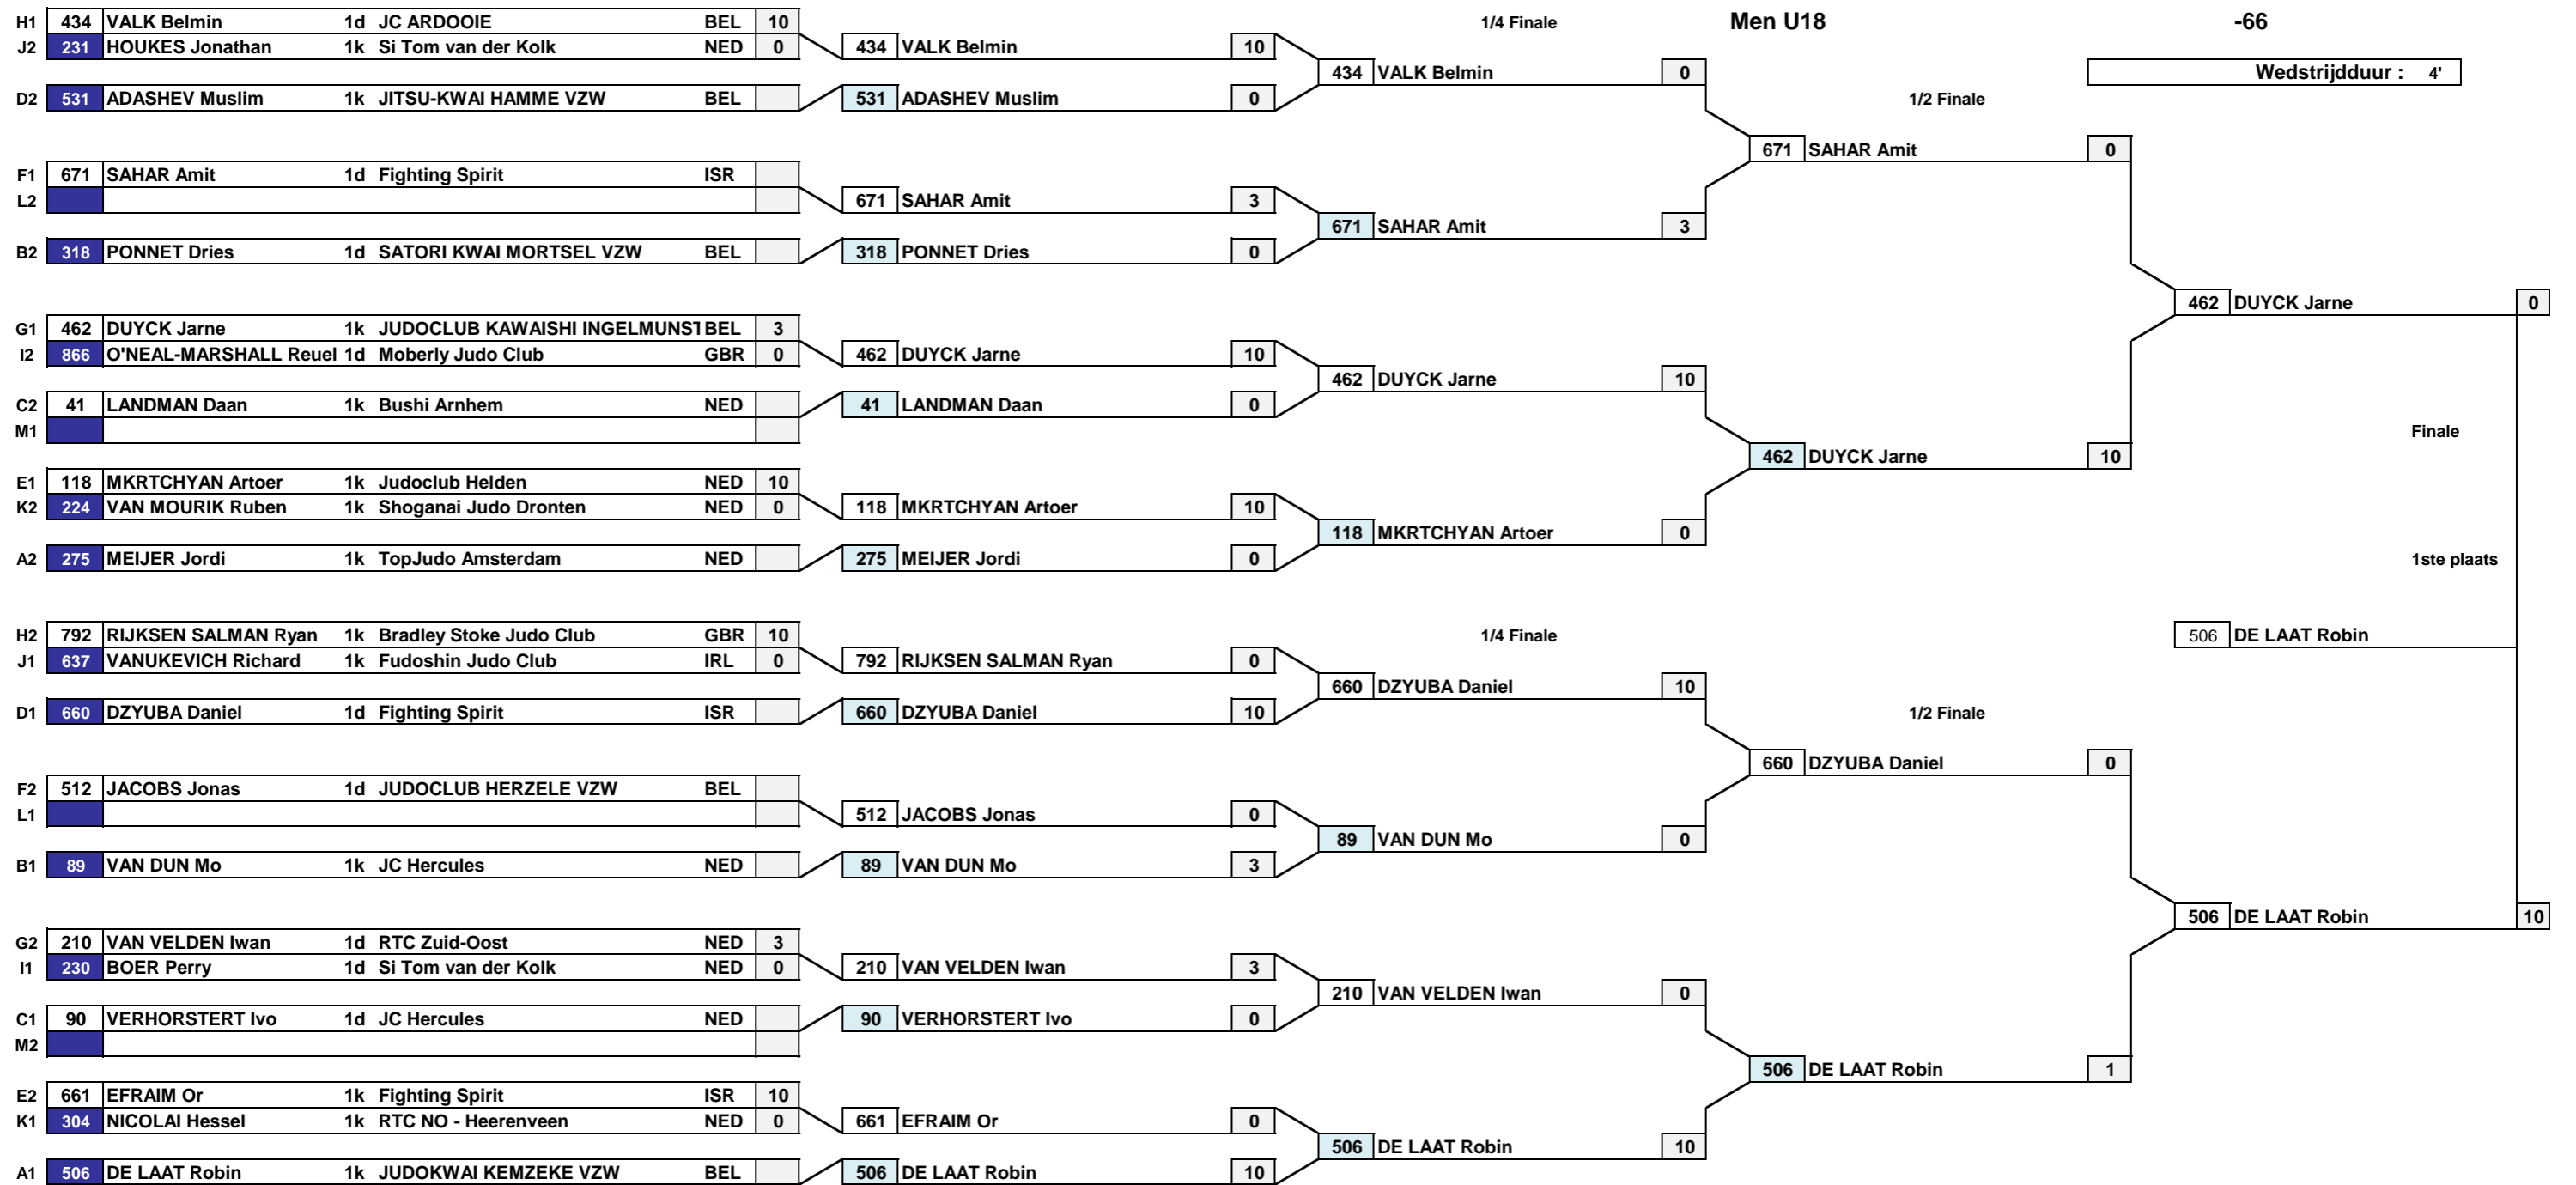 H1 434 VALK Belmin 1d JC ARDOOIE BEL 10 1/4 Finale Men U18 -66
J2 231 HOUKES Jonathan 1k Si Tom van der Kolk NED 0 434 VALK Belmin 10
434 VALK Belmin 0 Wedstrijdduur : 4'
D2 531 ADASHEV Muslim 1k JITSU-KWAI HAMME VZW BEL 531 ADASHEV Muslim 0 1/2 Finale
671 SAHAR Amit 0
F1 671 SAHAR Amit 1d Fighting Spirit ISR
L2 671 SAHAR Amit 3
671 SAHAR Amit 3
B2 318 PONNET Dries 1d SATORI KWAI MORTSEL VZW BEL 318 PONNET Dries 0
462 DUYCK Jarne 0
G1 462 DUYCK Jarne 1k JUDOCLUB KAWAISHI INGELMUNST BEL 3
I2 866 O'NEAL-MARSHALL Reuel 1d Moberly Judo Club GBR 0 462 DUYCK Jarne 10
462 DUYCK Jarne 10
C2 41 LANDMAN Daan 1k Bushi Arnhem NED 41 LANDMAN Daan 0
M1 Finale
462 DUYCK Jarne 10
E1 118 MKRTCHYAN Artoer 1k Judoclub Helden NED 10
K2 224 VAN MOURIK Ruben 1k Shoganai Judo Dronten NED 0 118 MKRTCHYAN Artoer 10
118 MKRTCHYAN Artoer 0
A2 275 MEIJER Jordi 1k TopJudo Amsterdam NED 275 MEIJER Jordi 0 1ste plaats
H2 792 RIJKSEN SALMAN Ryan 1k Bradley Stoke Judo Club GBR 10 1/4 Finale 506 DE LAAT Robin
J1 637 VANUKEVICH Richard 1k Fudoshin Judo Club IRL 0 792 RIJKSEN SALMAN Ryan 0
660 DZYUBA Daniel 10
D1 660 DZYUBA Daniel 1d Fighting Spirit ISR 660 DZYUBA Daniel 10 1/2 Finale
660 DZYUBA Daniel 0
F2 512 JACOBS Jonas 1d JUDOCLUB HERZELE VZW BEL
L1 512 JACOBS Jonas 0
89 VAN DUN Mo 0
B1 89 VAN DUN Mo 1k JC Hercules NED 89 VAN DUN Mo 3
506 DE LAAT Robin 10
G2 210 VAN VELDEN Iwan 1d RTC Zuid-Oost NED 3
I1 230 BOER Perry 1d Si Tom van der Kolk NED 0 210 VAN VELDEN Iwan 3
210 VAN VELDEN Iwan 0
C1 90 VERHORSTERT Ivo 1d JC Hercules NED 90 VERHORSTERT Ivo 0
M2
506 DE LAAT Robin 1
E2 661 EFRAIM Or 1k Fighting Spirit ISR 10
K1 304 NICOLAI Hessel 1k RTC NO - Heerenveen NED 0 661 EFRAIM Or 0
506 DE LAAT Robin 10
A1 506 DE LAAT Robin 1k JUDOKWAI KEMZEKE VZW BEL 506 DE LAAT Robin 10